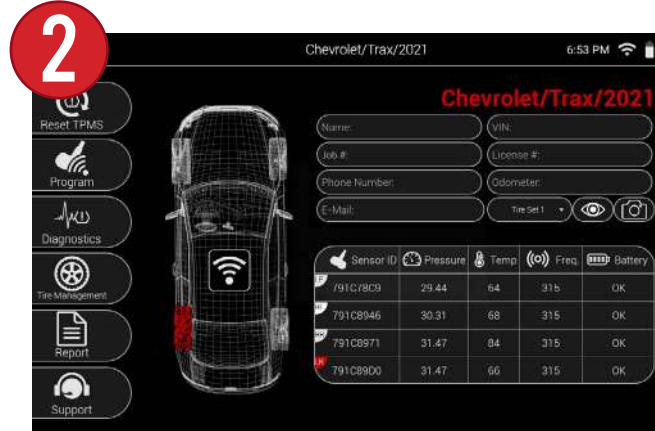 2
Chevrolet/Trax/2021
6:53 PM
Chevrolet/Trax/2021
Reset TPMS
Name:
VIN:
Job #:
License #:
Program
Phone Number:
Odometer:
E-Mail:
Tire Set 1
Diagnostics
Sensor ID Pressure Temp Freq. Battery
LF 791C78C9 29.44 64 315 OK
Tire Management
791C8946 30.31 68 315 OK
RR 791C8971 31.47 84 315 OK
Report
LR 791C89D0 31.47 66 315 OK
Support